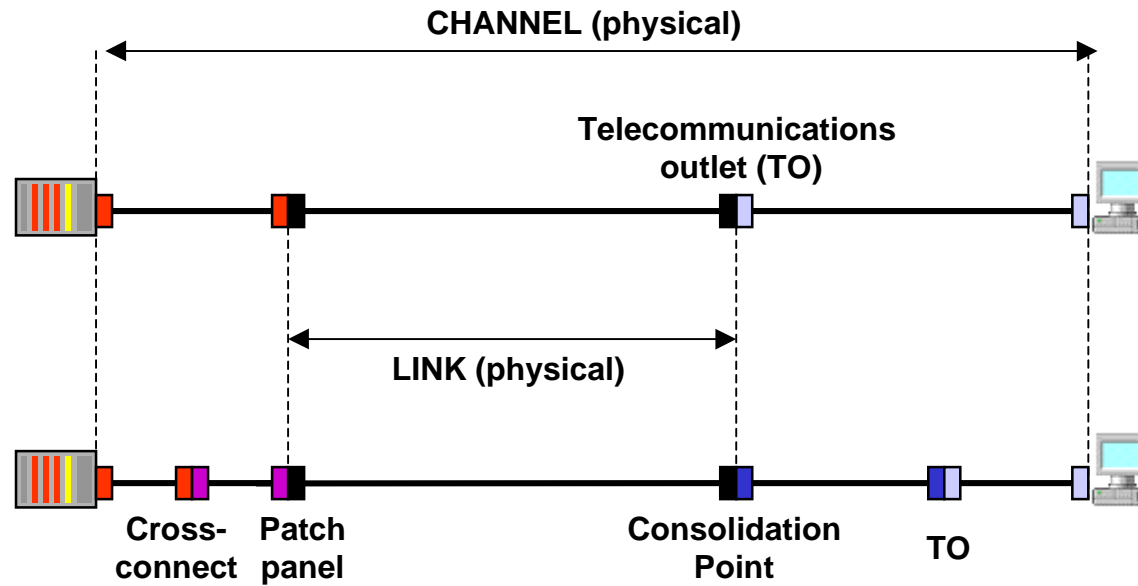 CHANNEL (physical)
Telecommunications
outlet (TO)
LINK (physical)
Cross-
connect
Patch
panel
Consolidation
Point
TO